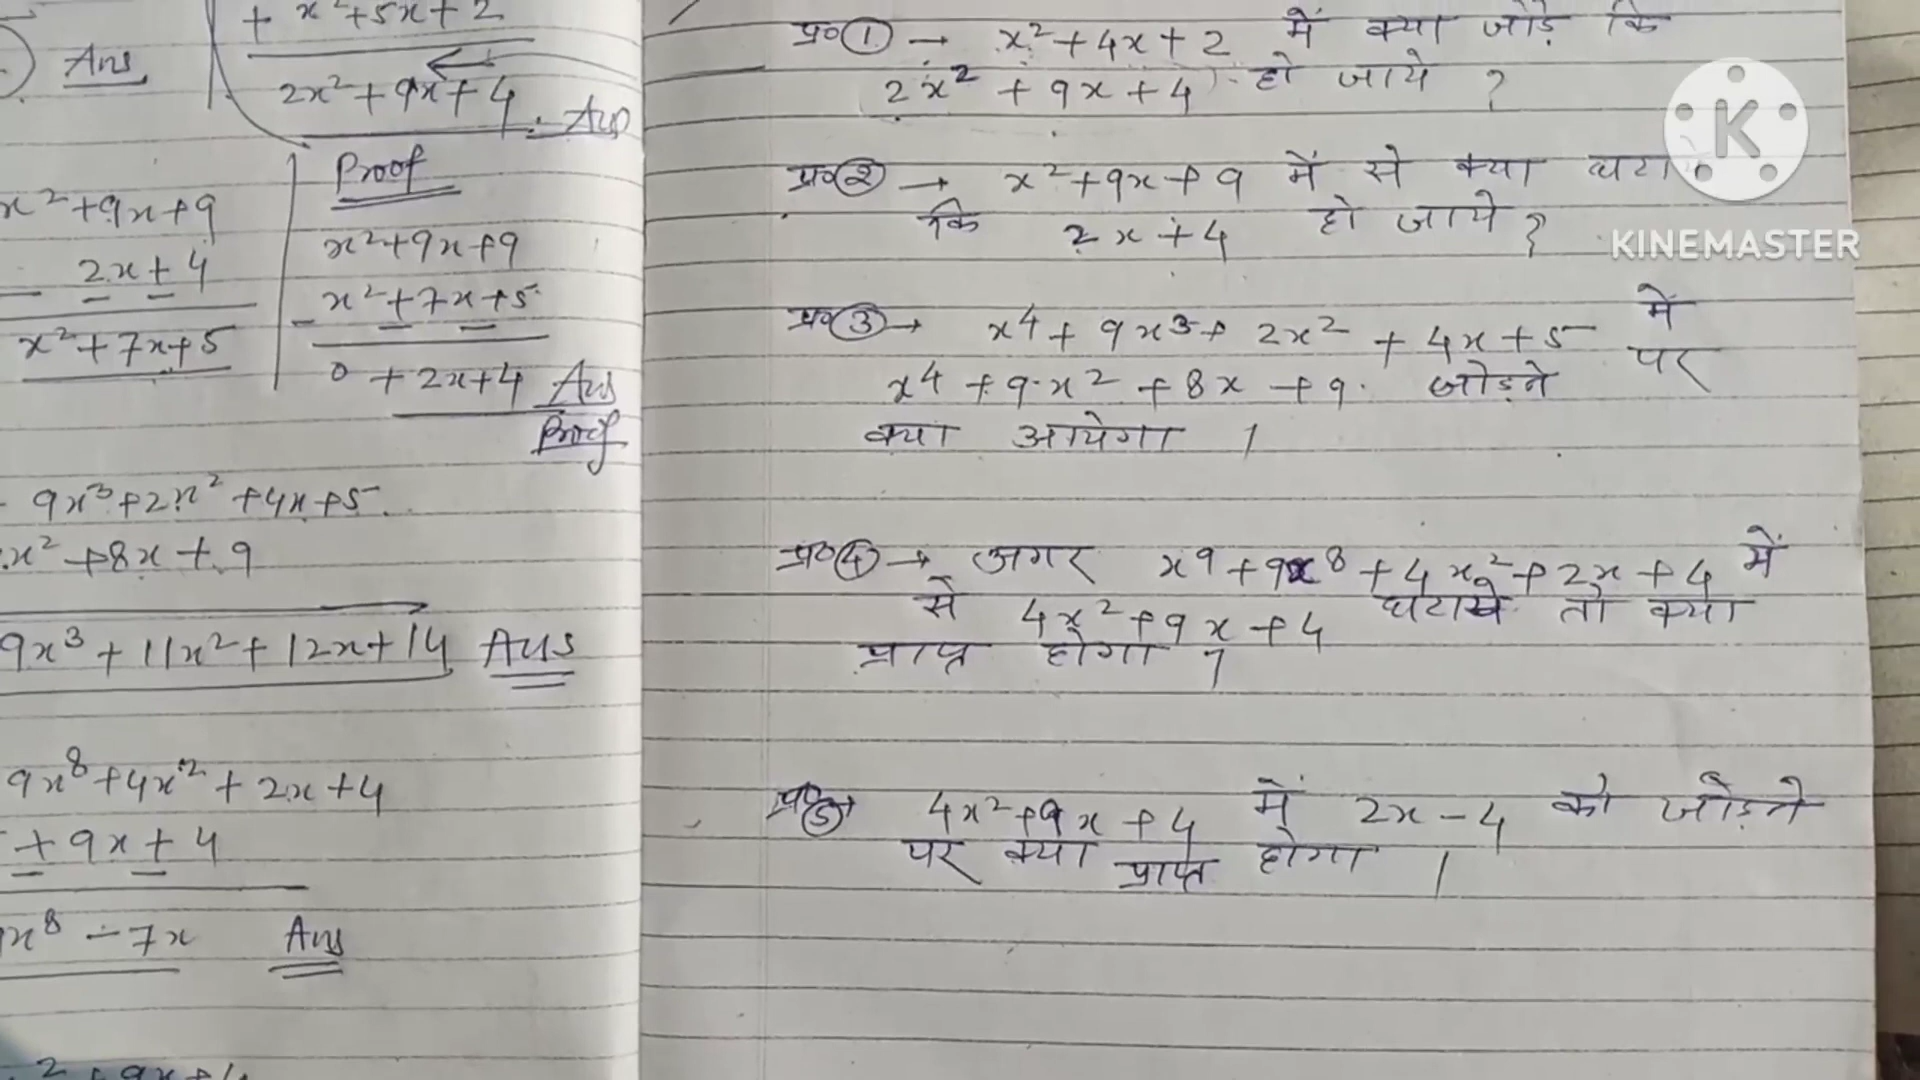 + x²+5x+2
Ans
2x²+9x+4 Ans
Proof
x²+9x+9
2x+4
x²+7x+5
x²+9x+9
- x²+7x+5
0 +2x+4 Ans
Proof
9x³+2x²+4x+5
x²+8x+9
9x³+11x²+12x+14 Ans
9x⁸+4x²+2x+4
+9x+4
x⁸-7x Ans
² +9x+4
प्र०① → x²+4x+2 में क्या जोड़े कि
2x²+9x+4 हो जाये ?
प्र०② → x²+9x+9 में से क्या
कि 2x+4 हो जाये ?
प्र०③ → x⁴+9x³+2x²+4x+5 में
x⁴+9x²+8x+9 जोड़ने पर
क्या आयेगा ।
प्र०④ → अगर x⁹+9x⁸+4x²+2x+4 में
से 4x²+9x+4 तो क्या
प्राप्त होगा ?
प्र०⑤→ 4x²+9x+4 में 2x-4 को जोड़ने
पर क्या प्राप्त होगा ।
K
KINEMASTER